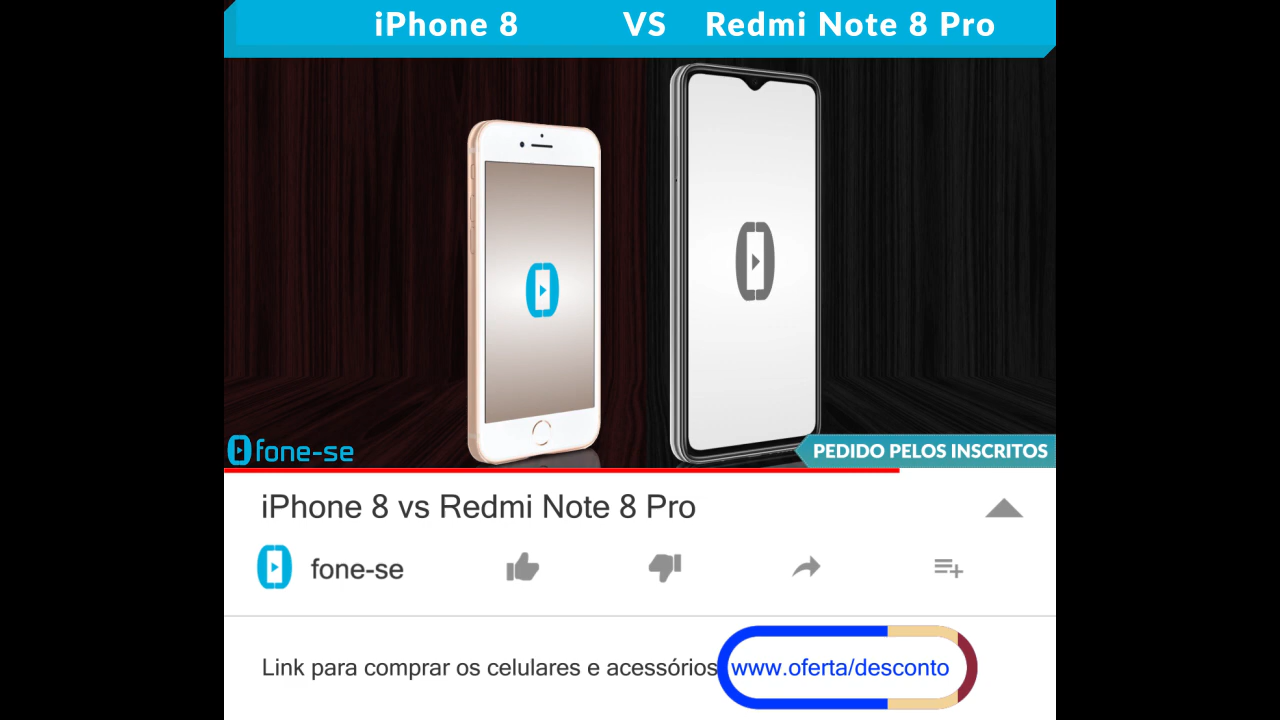 iPhone 8 VS Redmi Note 8 Pro
fone-se
PEDIDO PELOS INSCRITOS
iPhone 8 vs Redmi Note 8 Pro
fone-se
Link para comprar os celulares e acessórios www.oferta/desconto